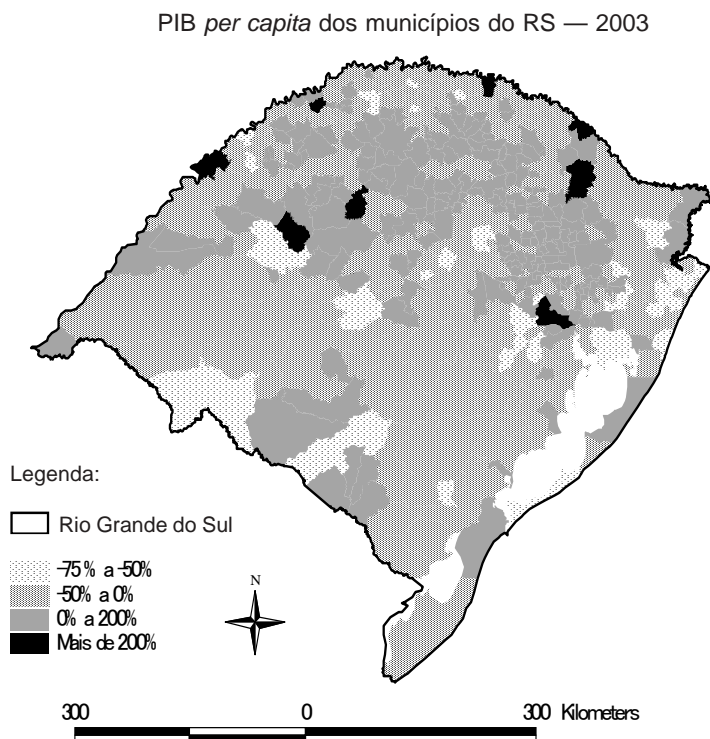 PIB per capita dos municípios do RS — 2003
Legenda:
Rio Grande do Sul
-75% a -50%
-50% a 0%
0% a 200%
Mais de 200%
N
300 0 300 Kilometers